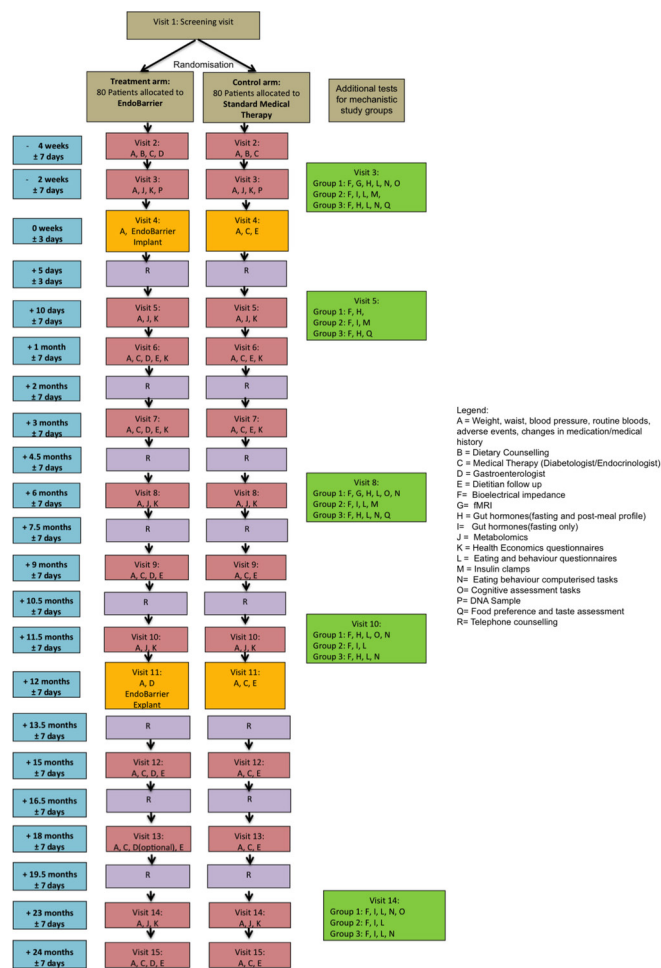 Visit 1: Screening visit
Randomisation
Treatment arm:
80 Patients allocated to
EndoBarrier
Control arm:
80 Patients allocated to
Standard Medical
Therapy
Additional tests
for mechanistic
study groups
- 4 weeks
± 7 days
Visit 2:
A, B, C, D
Visit 2:
A, B, C
- 2 weeks
± 7 days
Visit 3:
A, J, K, P
Visit 3:
A, J, K, P
Visit 3:
Group 1: F, G, H, L, N, O
Group 2: F, I, L, M,
Group 3: F, H, L, N, Q
0 weeks
± 3 days
Visit 4:
A, EndoBarrier
Implant
Visit 4:
A, C, E
+ 5 days
± 3 days
R
R
+ 10 days
± 7 days
Visit 5:
A, J, K
Visit 5:
A, J, K
Visit 5:
Group 1: F, H,
Group 2: F, I, M
Group 3: F, H, Q
+ 1 month
± 7 days
Visit 6:
A, C, D, E, K
Visit 6:
A, C, E, K
+ 2 months
± 7 days
R
R
+ 3 months
± 7 days
Visit 7:
A, C, D, E, K
Visit 7:
A, C, E, K
+ 4.5 months
± 7 days
R
R
+ 6 months
± 7 days
Visit 8:
A, J, K
Visit 8:
A, J, K
Visit 8:
Group 1: F, G, H, L, O, N
Group 2: F, I, L, M
Group 3: F, H, L, N, Q
+ 7.5 months
± 7 days
R
R
+ 9 months
± 7 days
Visit 9:
A, C, D, E
Visit 9:
A, C, E
+ 10.5 months
± 7 days
R
R
+ 11.5 months
± 7 days
Visit 10:
A, J, K
Visit 10:
A, J, K
Visit 10:
Group 1: F, H, L, O, N
Group 2: F, I, L
Group 3: F, H, L, N
+ 12 months
± 7 days
Visit 11:
A, D
EndoBarrier
Explant
Visit 11:
A, C, E
+ 13.5 months
± 7 days
R
R
+ 15 months
± 7 days
Visit 12:
A, C, D, E
Visit 12:
A, C, E
+ 16.5 months
± 7 days
R
R
+ 18 months
± 7 days
Visit 13:
A, C, D(optional), E
Visit 13:
A, C, E
+ 19.5 months
± 7 days
R
R
+ 23 months
± 7 days
Visit 14:
A, J, K
Visit 14:
A, J, K
Visit 14:
Group 1: F, I, L, N, O
Group 2: F, I, L
Group 3: F, I, L, N
+ 24 months
± 7 days
Visit 15:
A, C, D, E
Visit 15:
A, C, E
Legend:
A = Weight, waist, blood pressure, routine bloods,
adverse events, changes in medication/medical
history
B = Dietary Counselling
C = Medical Therapy (Diabetologist/Endocrinologist)
D = Gastroenterologist
E = Dietitian follow up
F= Bioelectrical impedance
G= fMRI
H = Gut hormones(fasting and post-meal profile)
I= Gut hormones(fasting only)
J = Metabolomics
K = Health Economics questionnaires
L = Eating and behaviour questionnaires
M = Insulin clamps
N= Eating behaviour computerised tasks
O= Cognitive assessment tasks
P= DNA Sample
Q= Food preference and taste assessment
R= Telephone counselling